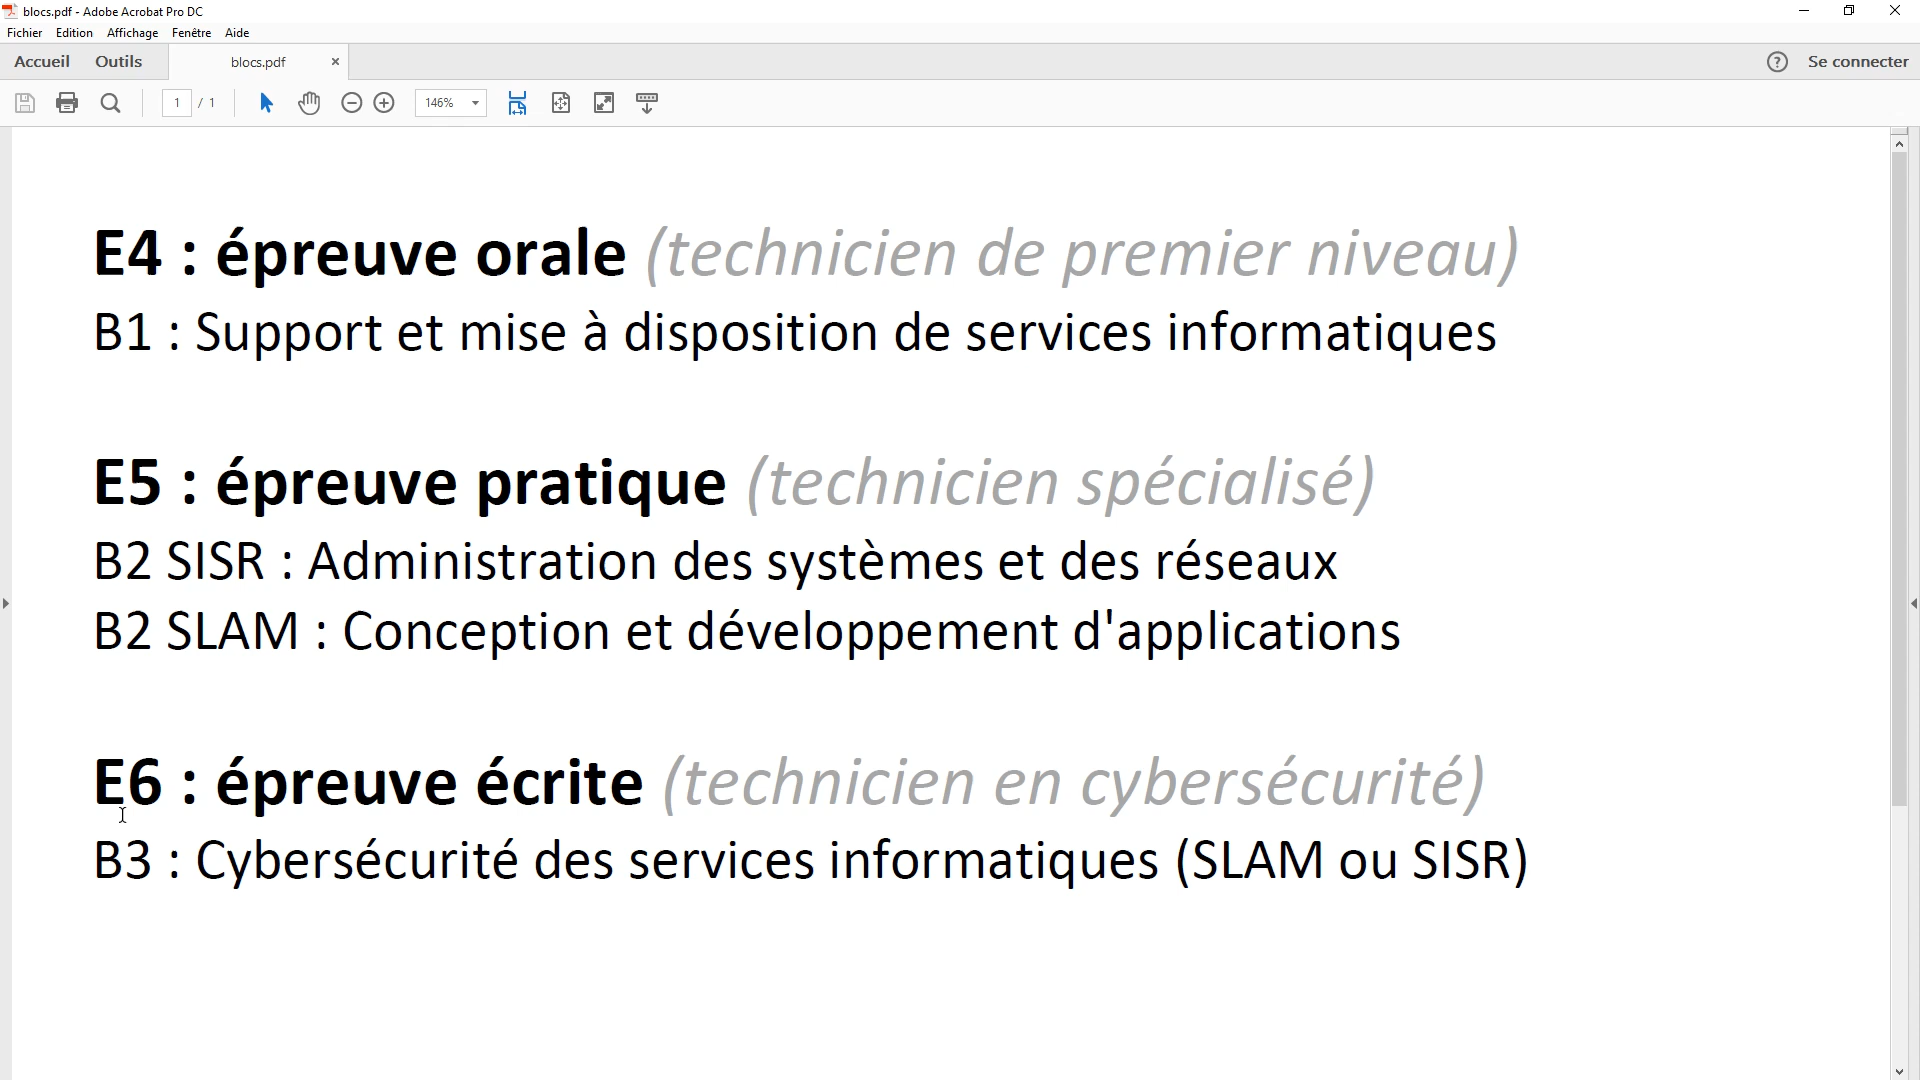 blocs.pdf - Adobe Acrobat Pro DC
Fichier Edition Affichage Fenêtre Aide
Accueil Outils blocs.pdf × ? Se connecter
1 / 1 146%
E4 : épreuve orale (technicien de premier niveau)
B1 : Support et mise à disposition de services informatiques
E5 : épreuve pratique (technicien spécialisé)
B2 SISR : Administration des systèmes et des réseaux
B2 SLAM : Conception et développement d'applications
E6 : épreuve écrite (technicien en cybersécurité)
B3 : Cybersécurité des services informatiques (SLAM ou SISR)